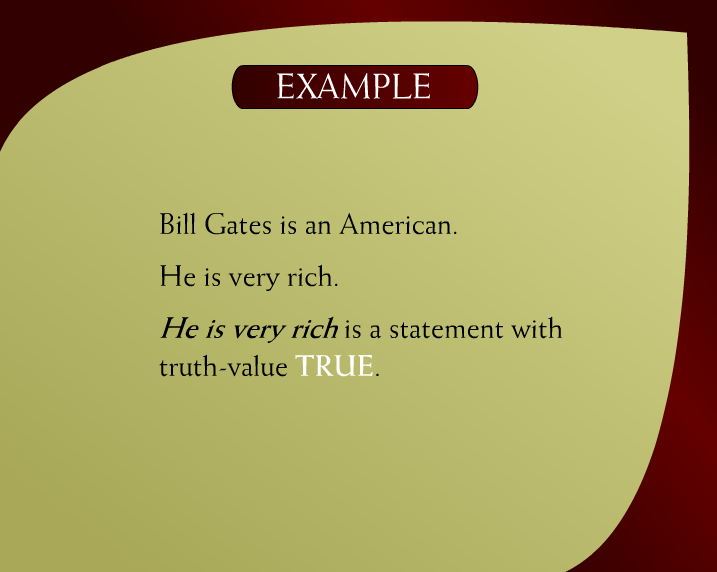 EXAMPLE
Bill Gates is an American.
He is very rich.
He is very rich is a statement with
truth-value TRUE.